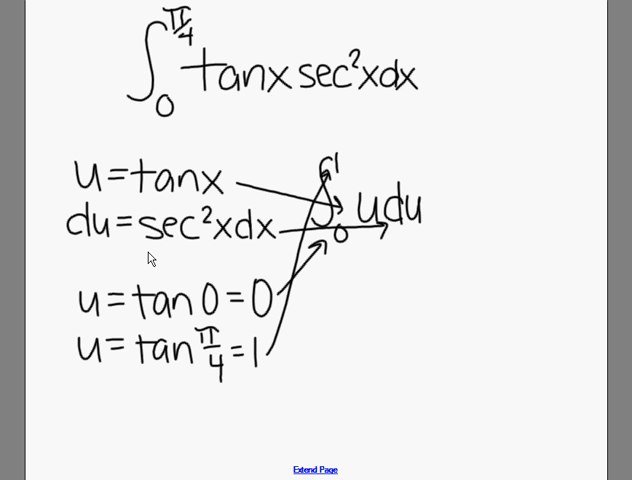 ∫₀^π/4 tanx sec²xdx
u=tanx
du=sec²xdx
∫₀¹ udu
u=tan0=0
u=tan π/4=1
Extend Page